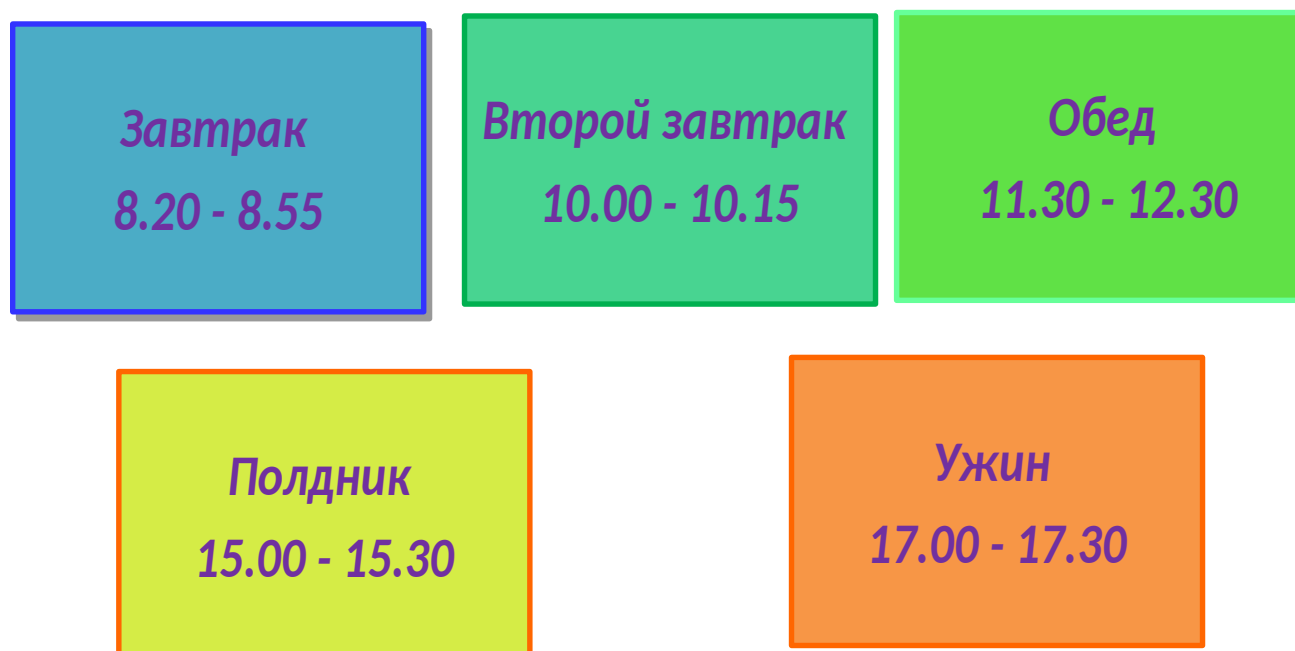 Завтрак
8.20 - 8.55
Второй завтрак
10.00 - 10.15
Обед
11.30 - 12.30
Полдник
15.00 - 15.30
Ужин
17.00 - 17.30